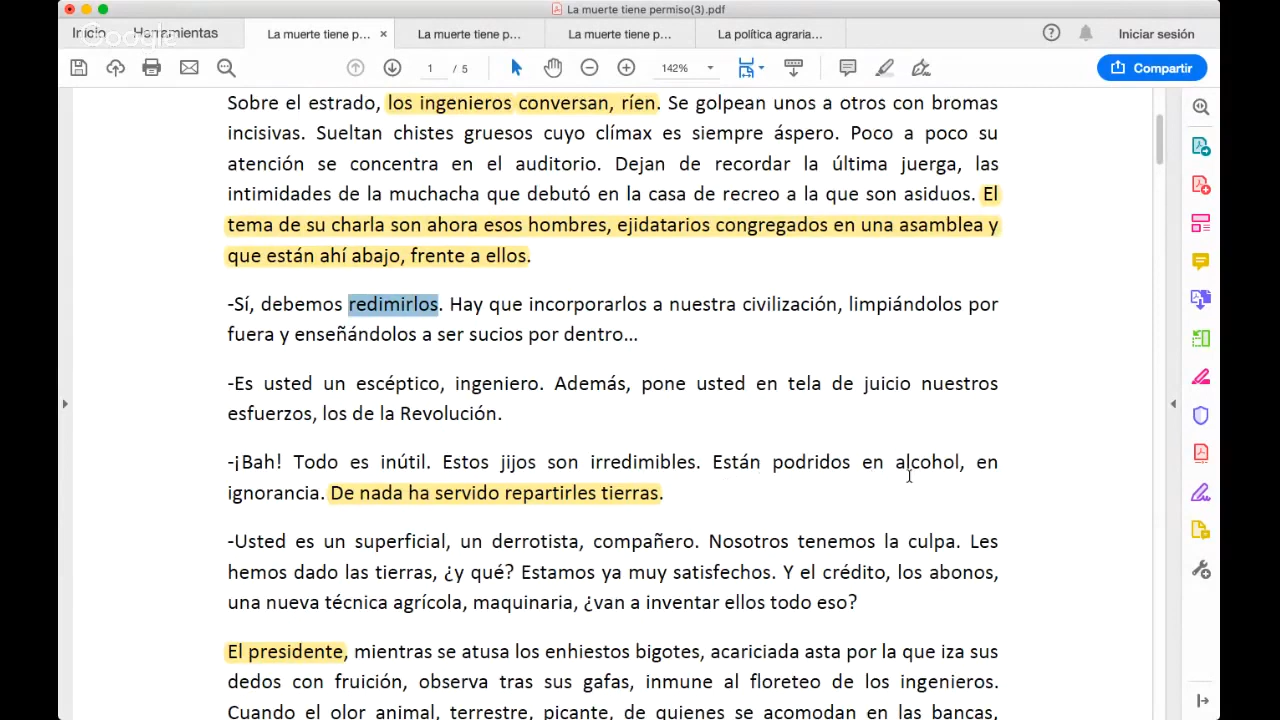 La muerte tiene permiso(3).pdf
Inicio Herramientas La muerte tiene p... × La muerte tiene p... La muerte tiene p... La política agraria... Iniciar sesión
Google
1 / 5 142% Compartir
Sobre el estrado, los ingenieros conversan, ríen. Se golpean unos a otros con bromas
incisivas. Sueltan chistes gruesos cuyo clímax es siempre áspero. Poco a poco su
atención se concentra en el auditorio. Dejan de recordar la última juerga, las
intimidades de la muchacha que debutó en la casa de recreo a la que son asiduos. El
tema de su charla son ahora esos hombres, ejidatarios congregados en una asamblea y
que están ahí abajo, frente a ellos.
-Sí, debemos redimirlos. Hay que incorporarlos a nuestra civilización, limpiándolos por
fuera y enseñándolos a ser sucios por dentro...
-Es usted un escéptico, ingeniero. Además, pone usted en tela de juicio nuestros
esfuerzos, los de la Revolución.
-¡Bah! Todo es inútil. Estos jijos son irredimibles. Están podridos en alcohol, en
ignorancia. De nada ha servido repartirles tierras.
-Usted es un superficial, un derrotista, compañero. Nosotros tenemos la culpa. Les
hemos dado las tierras, ¿y qué? Estamos ya muy satisfechos. Y el crédito, los abonos,
una nueva técnica agrícola, maquinaria, ¿van a inventar ellos todo eso?
El presidente, mientras se atusa los enhiestos bigotes, acariciada asta por la que iza sus
dedos con fruición, observa tras sus gafas, inmune al floreteo de los ingenieros.
Cuando el olor animal, terrestre, picante, de quienes se acomodan en las bancas,